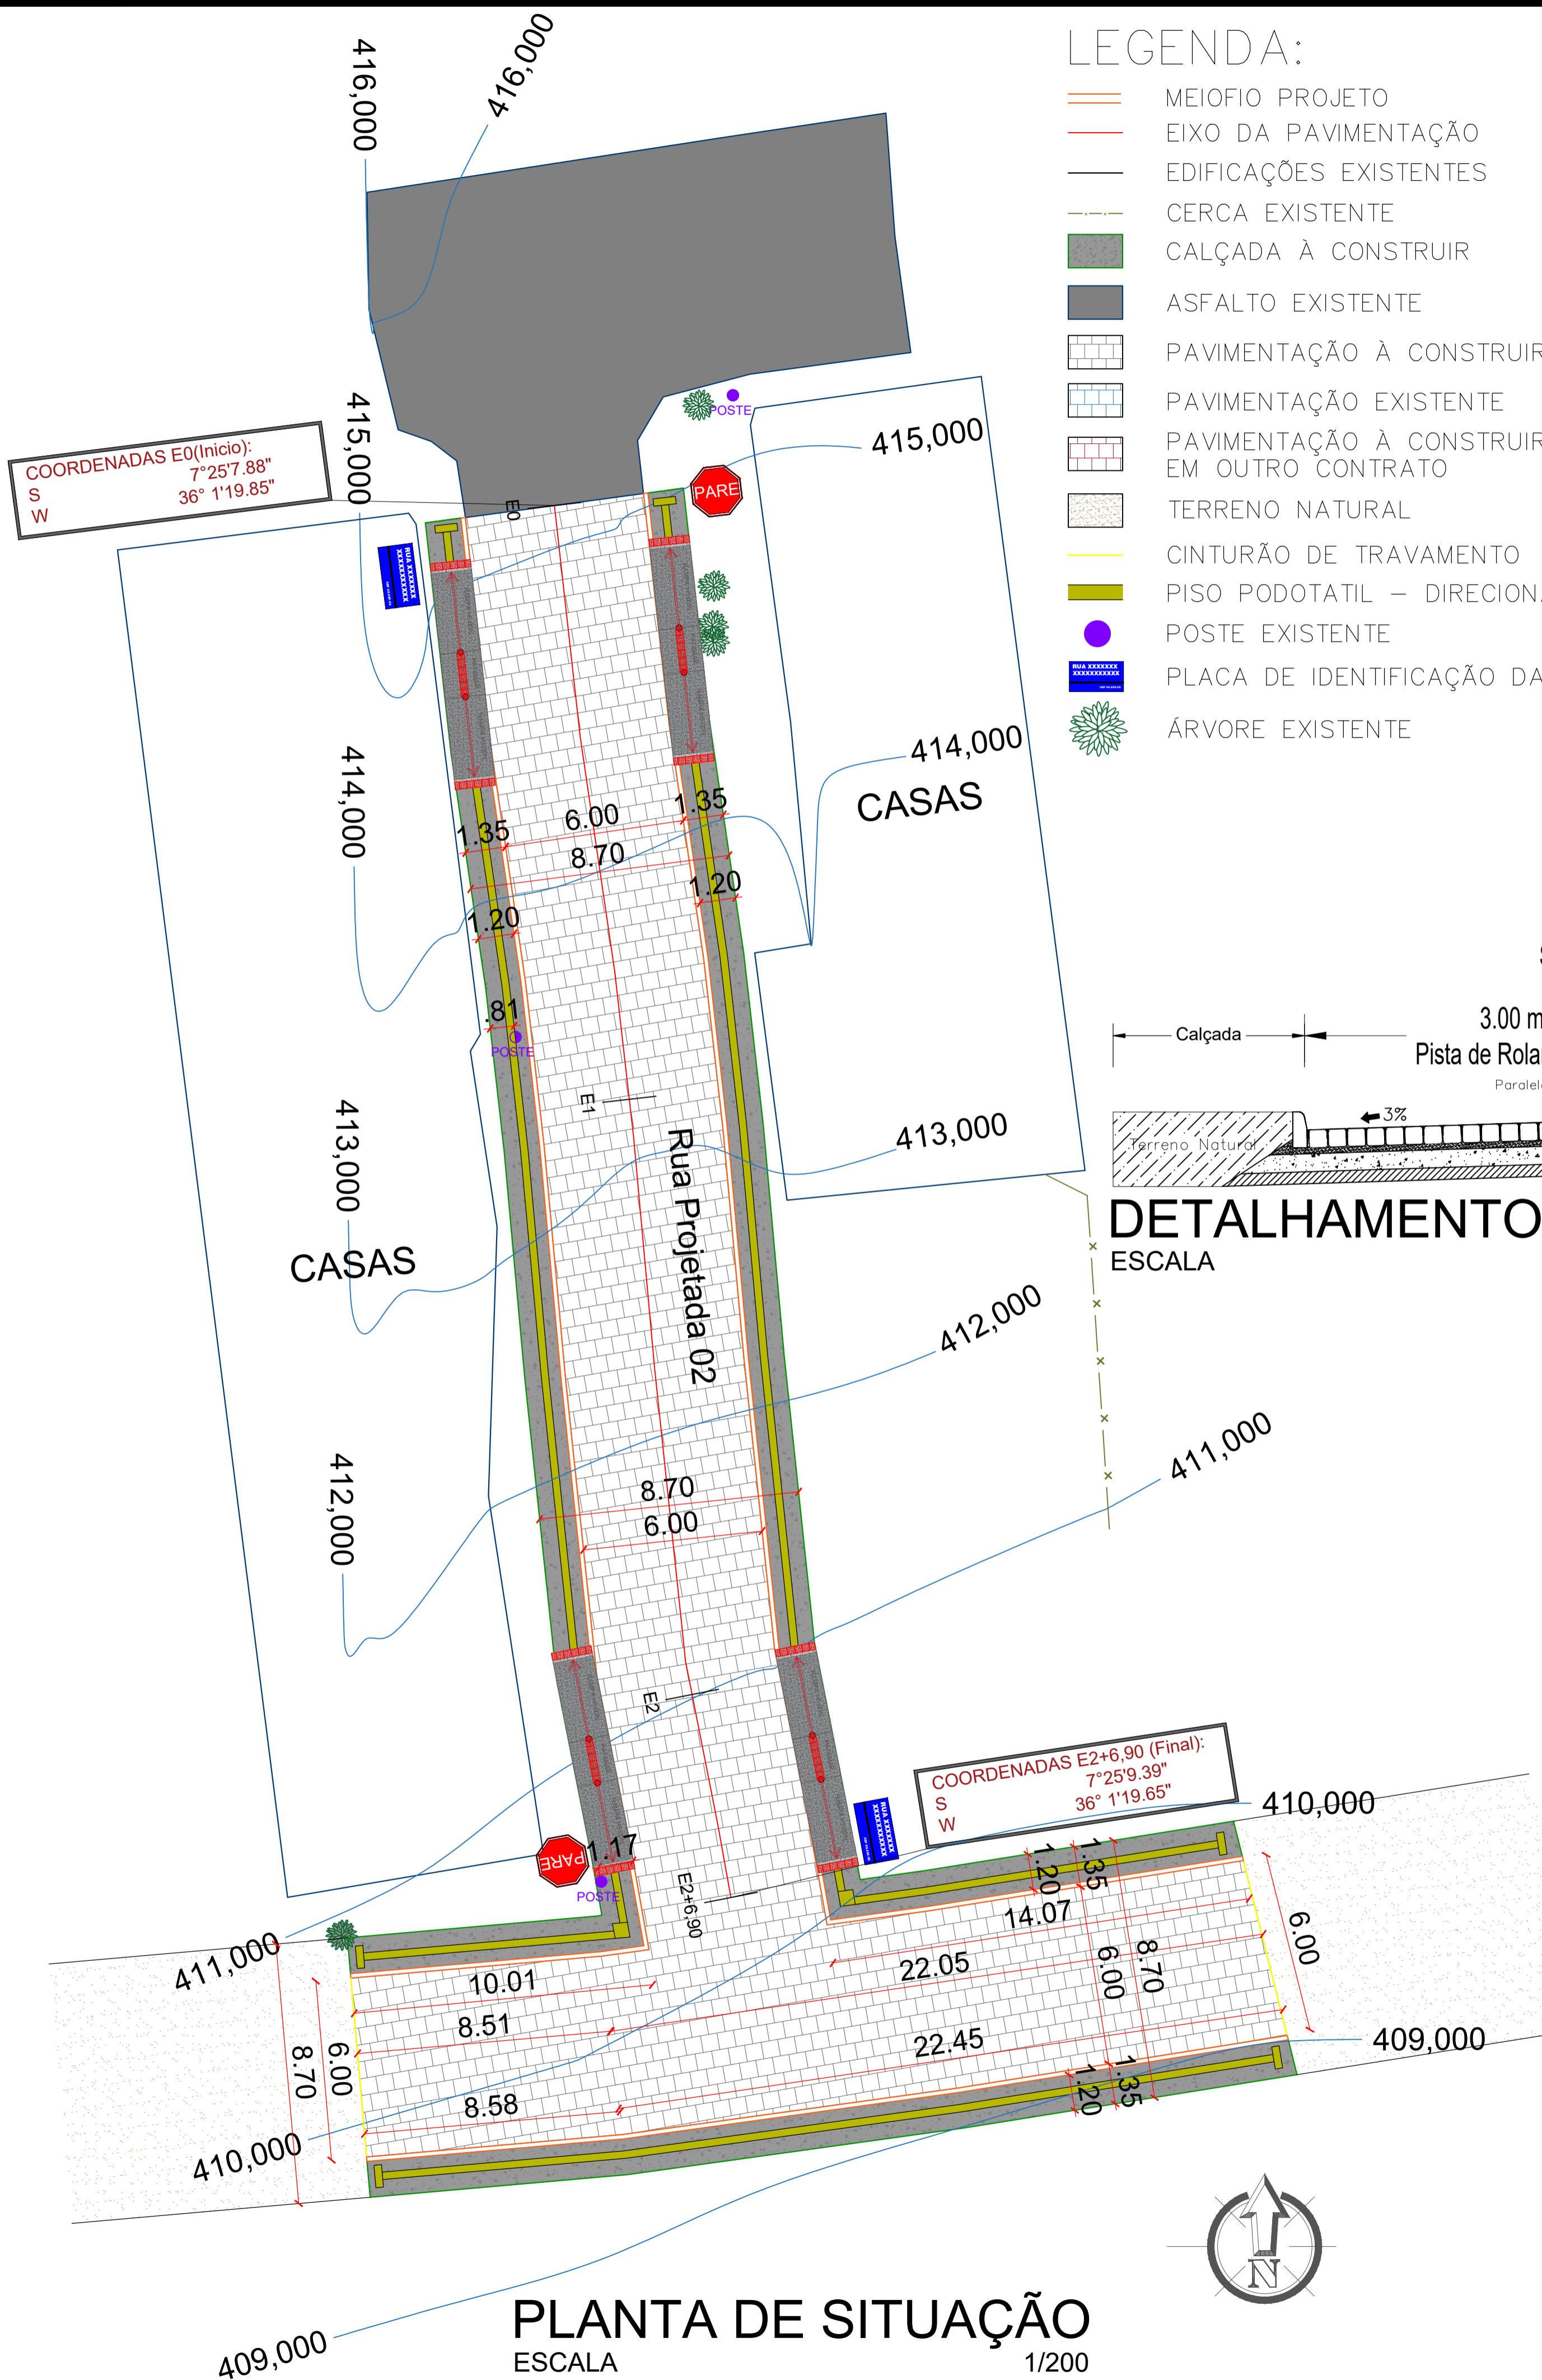 416,000
416,000
LEGENDA:
MEIOFIO PROJETO
EIXO DA PAVIMENTAÇÃO
EDIFICAÇÕES EXISTENTES
CERCA EXISTENTE
CALÇADA À CONSTRUIR
ASFALTO EXISTENTE
PAVIMENTAÇÃO À CONSTRUIR
PAVIMENTAÇÃO EXISTENTE
PAVIMENTAÇÃO À CONSTRUIR
EM OUTRO CONTRATO
TERRENO NATURAL
CINTURÃO DE TRAVAMENTO
PISO PODOTATIL – DIRECION
POSTE EXISTENTE
RUA XXXXXXX
XXXXXXXXXXX
PLACA DE IDENTIFICAÇÃO DA
ÁRVORE EXISTENTE
COORDENADAS E0(Inicio):
S 7°25'7.88"
W 36° 1'19.85"
415,000
POSTE
415,000
PARE
E0
RUA XXXXXXX
XXXXXXXXXXX
414,000
414,000
CASAS
1.35
6.00
1.35
8.70
1.20
1.20
.81
POSTE
E1
Rua Projetada 02
413,000
413,000
CASAS
3.00 m
Calçada
Pista de Rola
Paralel
3%
Terreno Natural
DETALHAMENTO
ESCALA
412,000
412,000
411,000
8.70
6.00
E2
COORDENADAS E2+6,90 (Final):
S 7°25'9.39"
W 36° 1'19.65"
410,000
RUA XXXXXXX
XXXXXXXXXXX
PARE
1.17
POSTE
E2+6,90
1.20
1.35
14.07
6.00
411,000
10.01
22.05
6.00
8.70
8.51
22.45
8.70
6.00
409,000
8.58
1.20
1.35
410,000
N
409,000
PLANTA DE SITUAÇÃO
ESCALA 1/200